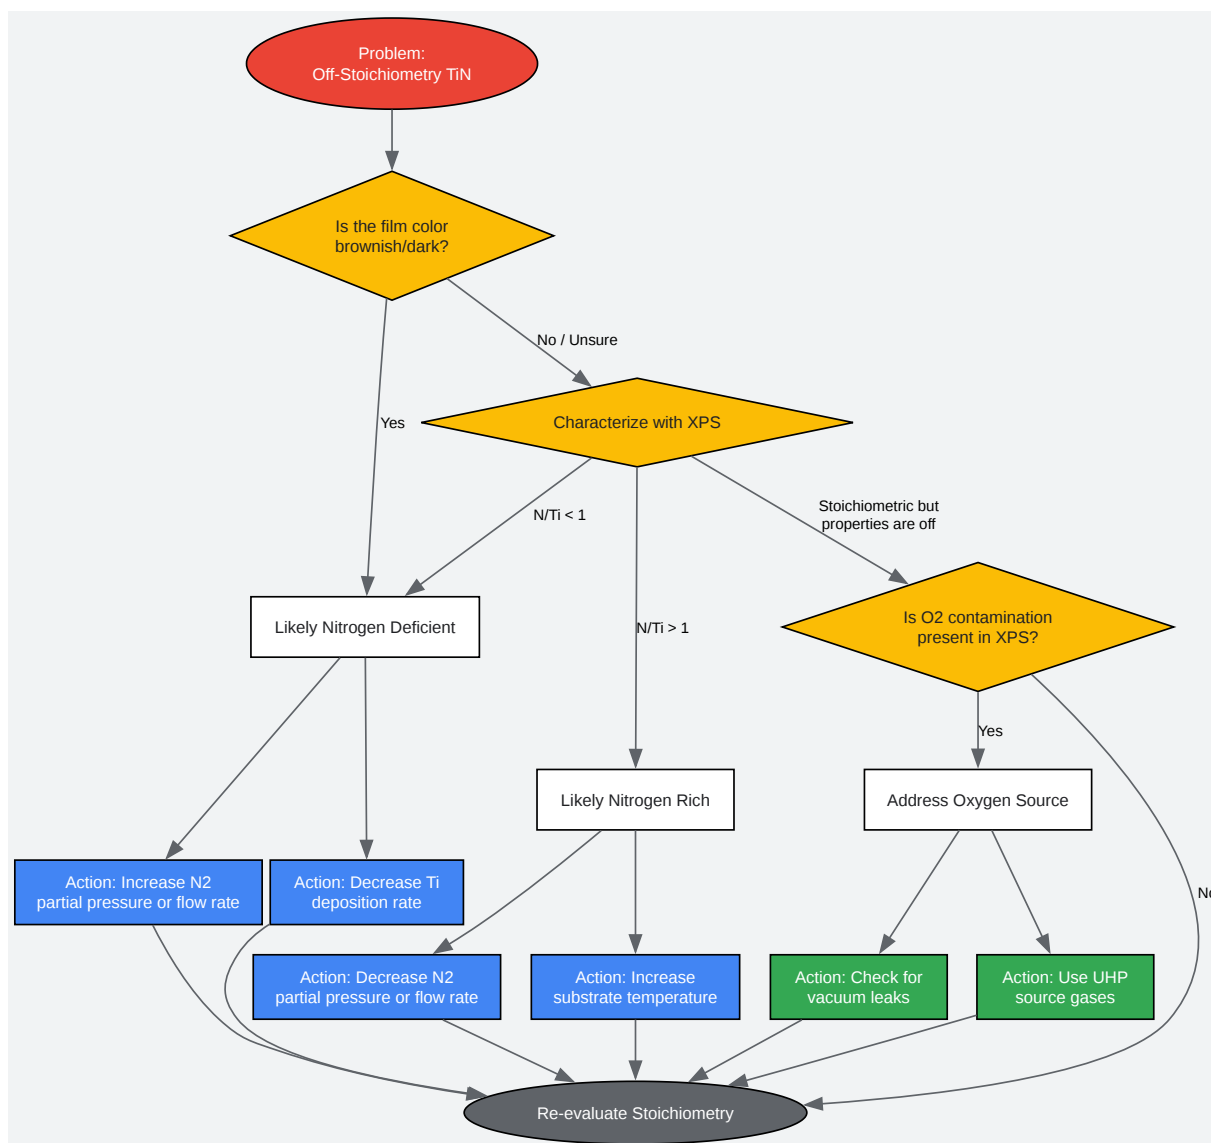 Problem:
Off-Stoichiometry TiN
Is the film color
brownish/dark?
No / Unsure
Yes
Characterize with XPS
N/Ti < 1
Stoichiometric but
properties are off
Likely Nitrogen Deficient
N/Ti > 1
Is O2 contamination
present in XPS?
Yes
Likely Nitrogen Rich
Address Oxygen Source
Action: Increase N2
partial pressure or flow rate
Action: Decrease Ti
deposition rate
No
Action: Decrease N2
partial pressure or flow rate
Action: Increase
substrate temperature
Action: Check for
vacuum leaks
Action: Use UHP
source gases
Re-evaluate Stoichiometry